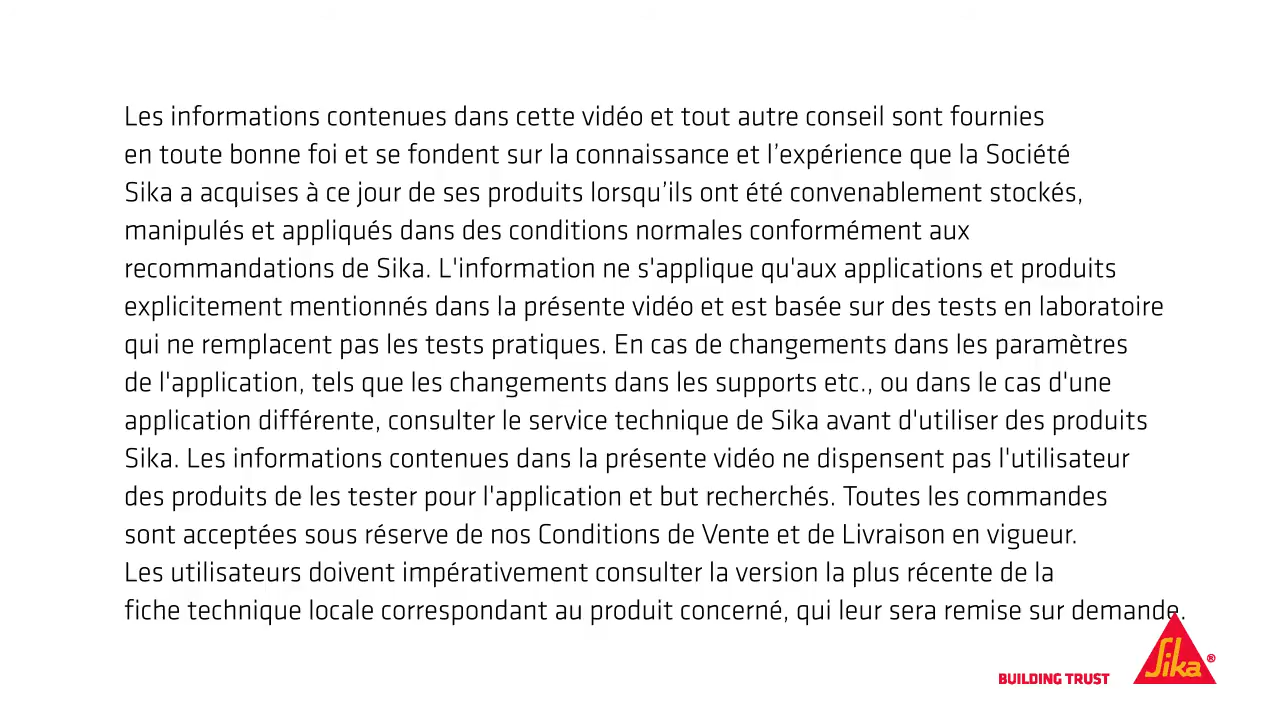 Les informations contenues dans cette vidéo et tout autre conseil sont fournies
en toute bonne foi et se fondent sur la connaissance et l’expérience que la Société
Sika a acquises à ce jour de ses produits lorsqu’ils ont été convenablement stockés,
manipulés et appliqués dans des conditions normales conformément aux
recommandations de Sika. L'information ne s'applique qu'aux applications et produits
explicitement mentionnés dans la présente vidéo et est basée sur des tests en laboratoire
qui ne remplacent pas les tests pratiques. En cas de changements dans les paramètres
de l'application, tels que les changements dans les supports etc., ou dans le cas d'une
application différente, consulter le service technique de Sika avant d'utiliser des produits
Sika. Les informations contenues dans la présente vidéo ne dispensent pas l'utilisateur
des produits de les tester pour l'application et but recherchés. Toutes les commandes
sont acceptées sous réserve de nos Conditions de Vente et de Livraison en vigueur.
Les utilisateurs doivent impérativement consulter la version la plus récente de la
fiche technique locale correspondant au produit concerné, qui leur sera remise sur demande.
BUILDING TRUST
Sika®